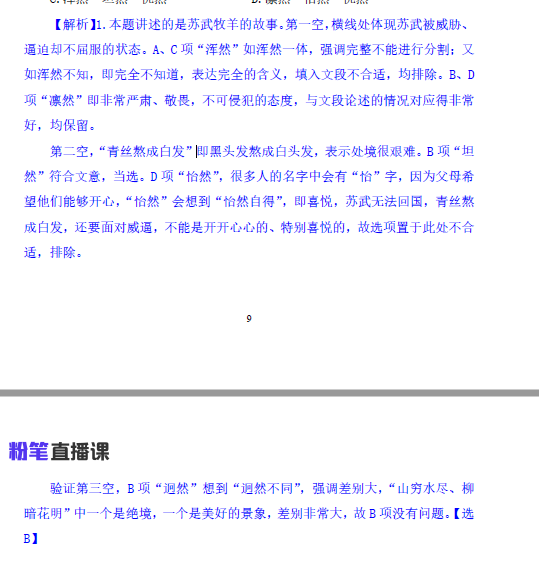 【解析】1.本题讲述的是苏武牧羊的故事。第一空，横线处体现苏武被威胁、
逼迫却不屈服的状态。A、C 项“浑然”如浑然一体，强调完整不能进行分割；又
如浑然不知，即完全不知道，表达完全的含义，填入文段不合适，均排除。B、D
项“凛然”即非常严肃、敬畏，不可侵犯的态度，与文段论述的情况对应得非常
好，均保留。
第二空，“青丝熬成白发”即黑头发熬成白头发，表示处境很艰难。B 项“坦
然”符合文意，当选。D 项“怡然”，很多人的名字中会有“怡”字，因为父母希
望他们能够开心，“怡然”会想到“怡然自得”，即喜悦，苏武无法回国，青丝熬
成白发，还要面对威逼，不能是开开心心的、特别喜悦的，故选项置于此处不合
适，排除。
9
粉笔直播课
验证第三空，B 项“迥然”想到“迥然不同”，强调差别大，“山穷水尽、柳
暗花明”中一个是绝境，一个是美好的景象，差别非常大，故 B 项没有问题。【选
B】